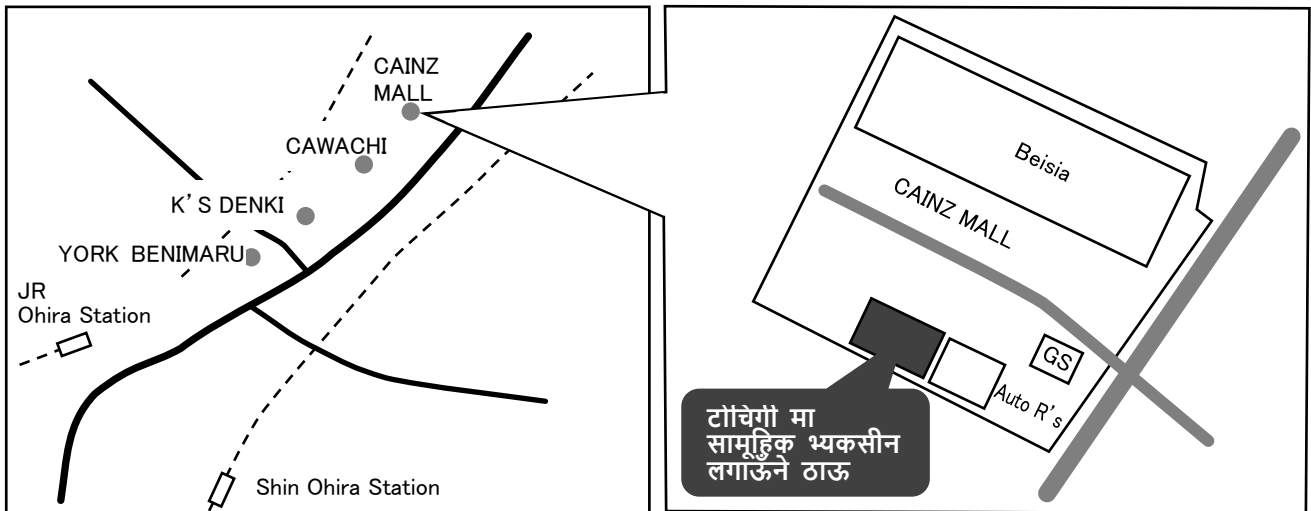 CAINZ
MALL
CAWACHI
K'S DENKI
YORK BENIMARU
JR
Ohira Station
Shin Ohira Station
Beisia
CAINZ MALL
GS
Auto R's
टोचिगी मा
सामूहिक भ्यकसीन
लगाऊँने ठाऊ